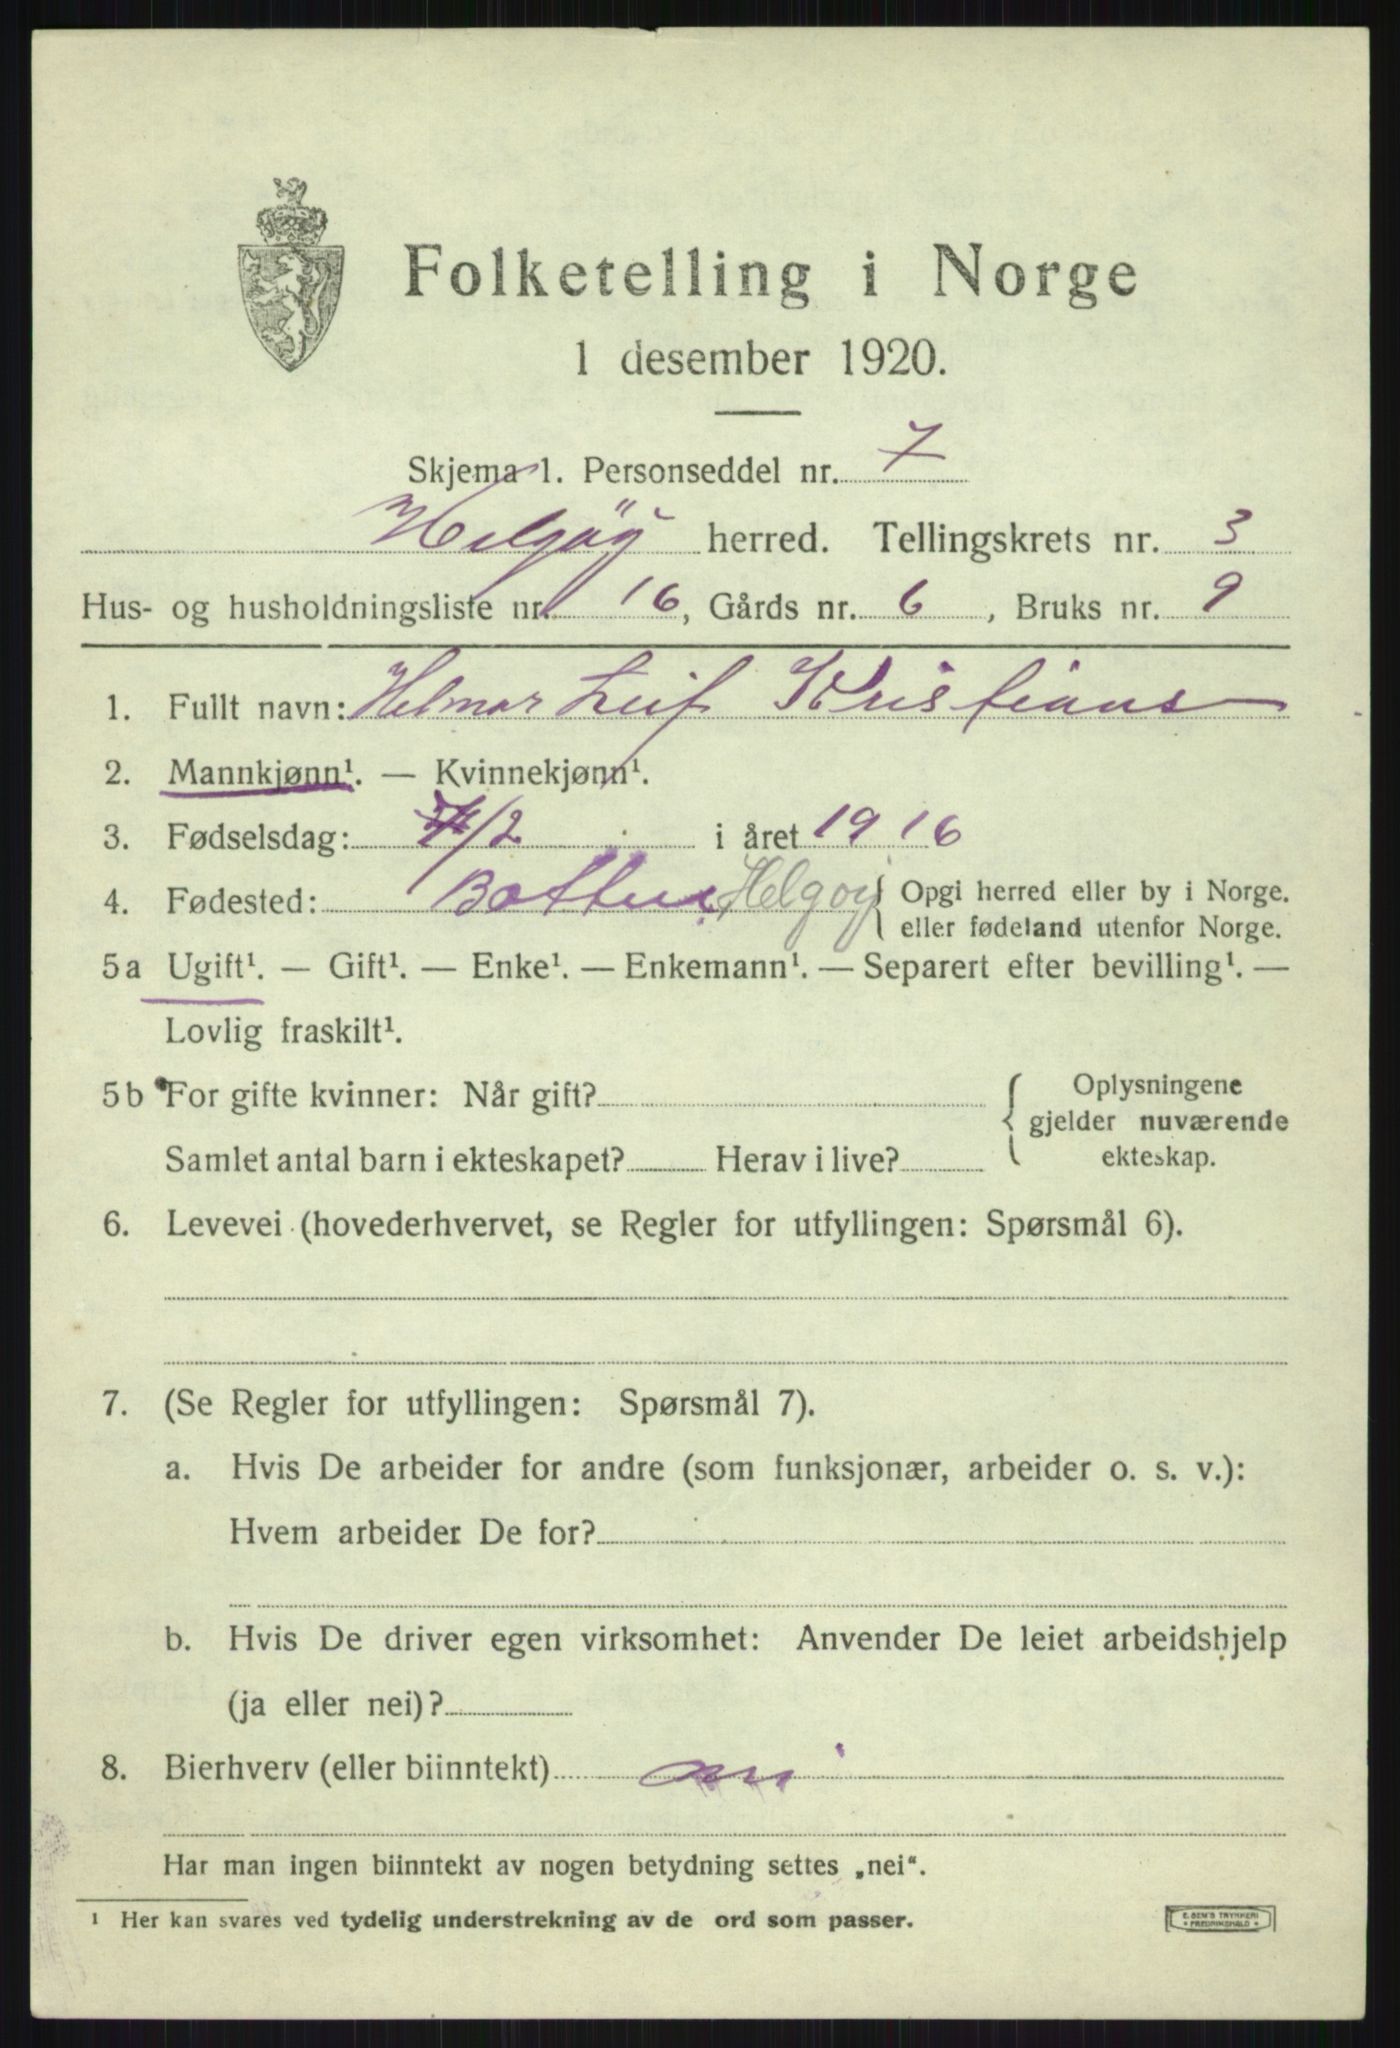 Folketelling i Norge
1 desember 1920.
Skjema 1. Personseddel nr. 7
Helgøy herred. Tellingskrets nr. 3
Hus- og husholdningsliste nr. 16, Gårds nr. 6, Bruks nr. 9
1. Fullt navn: Helmar Leif Kristians
2. Mannkjønn¹. — Kvinnekjønn¹.
3. Fødselsdag: /2 i året 1916
4. Fødested: Helgøy { Opgi herred eller by i Norge.
eller fødeland utenfor Norge.
5a Ugift¹. — Gift¹. — Enke¹. — Enkemann¹. — Separert efter bevilling¹. —
Lovlig fraskilt¹.
5b For gifte kvinner: Når gift? { Oplysningene
gjelder nuværende
ekteskap.
Samlet antal barn i ekteskapet? Herav i live?
6. Levevei (hovederhvervet, se Regler for utfyllingen: Spørsmål 6).
7. (Se Regler for utfyllingen: Spørsmål 7).
a. Hvis De arbeider for andre (som funksjonær, arbeider o. s. v.):
Hvem arbeider De for?
b. Hvis De driver egen virksomhet: Anvender De leiet arbeidshjelp
(ja eller nei)?
8. Bierhverv (eller biinntekt) nei
Har man ingen biinntekt av nogen betydning settes „nei“.
¹ Her kan svares ved tydelig understrekning av de ord som passer.
E. SEM'S TRYKKERI
FREDRIKSHALD